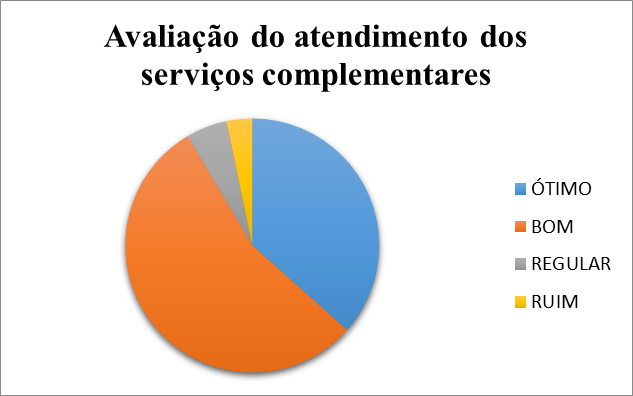 Avaliação do atendimento dos
serviços complementares
ÓTIMO
BOM
REGULAR
RUIM